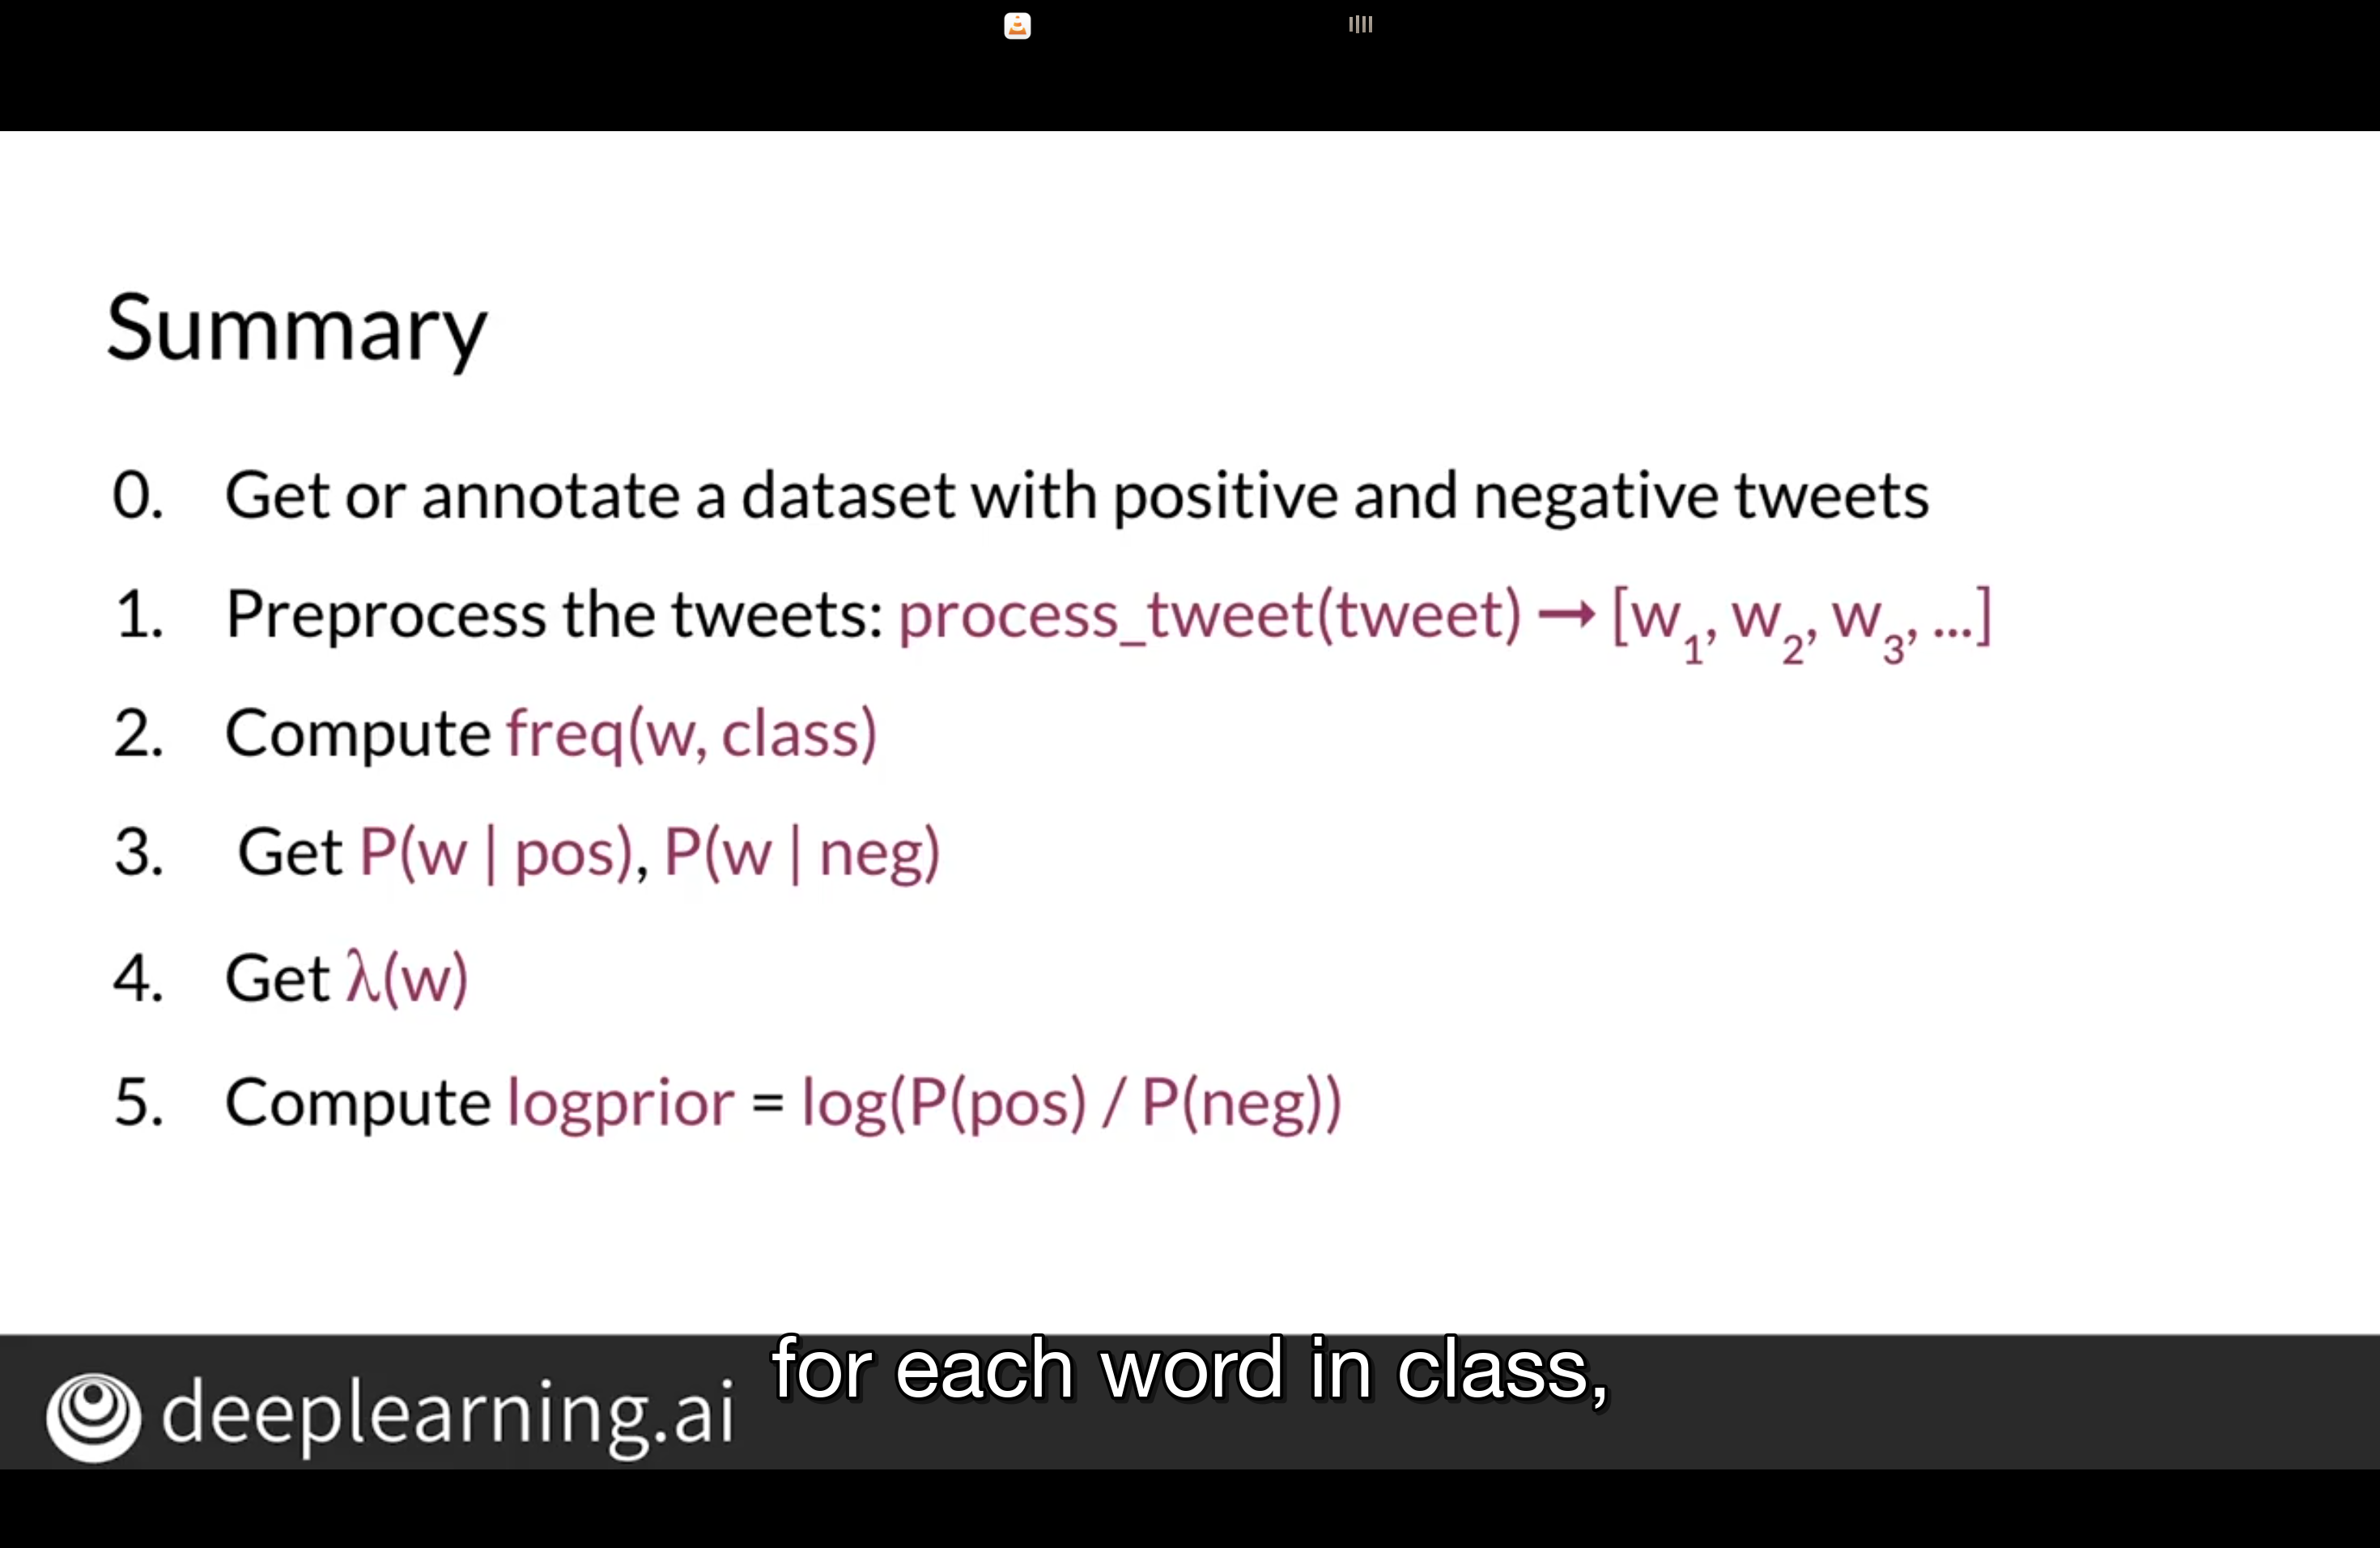 Summary
0. Get or annotate a dataset with positive and negative tweets
1. Preprocess the tweets: process_tweet(tweet) → [w₁, w₂, w₃, ...]
2. Compute freq(w, class)
3. Get P(w | pos), P(w | neg)
4. Get λ(w)
5. Compute logprior = log(P(pos) / P(neg))
for each word in class,
deeplearning.ai